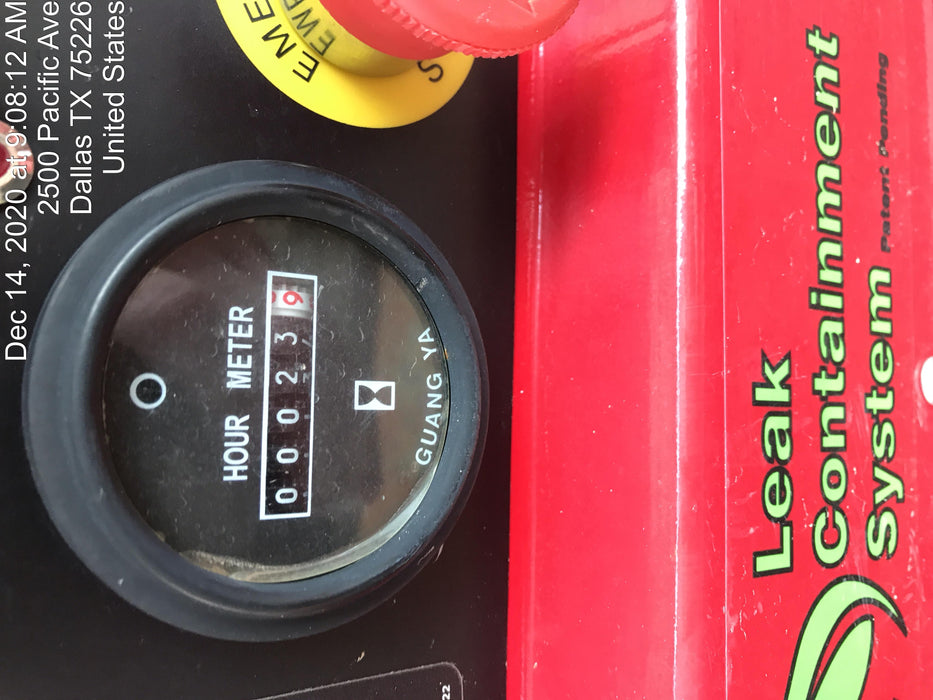 Dec 14, 2020 at 9:08:12 AM
2500 Pacific Ave
Dallas TX 75226
United States
HOUR METER
0 0 0 2 3 9
GUANG YA
Leak
Containment
System Patent Pending
22